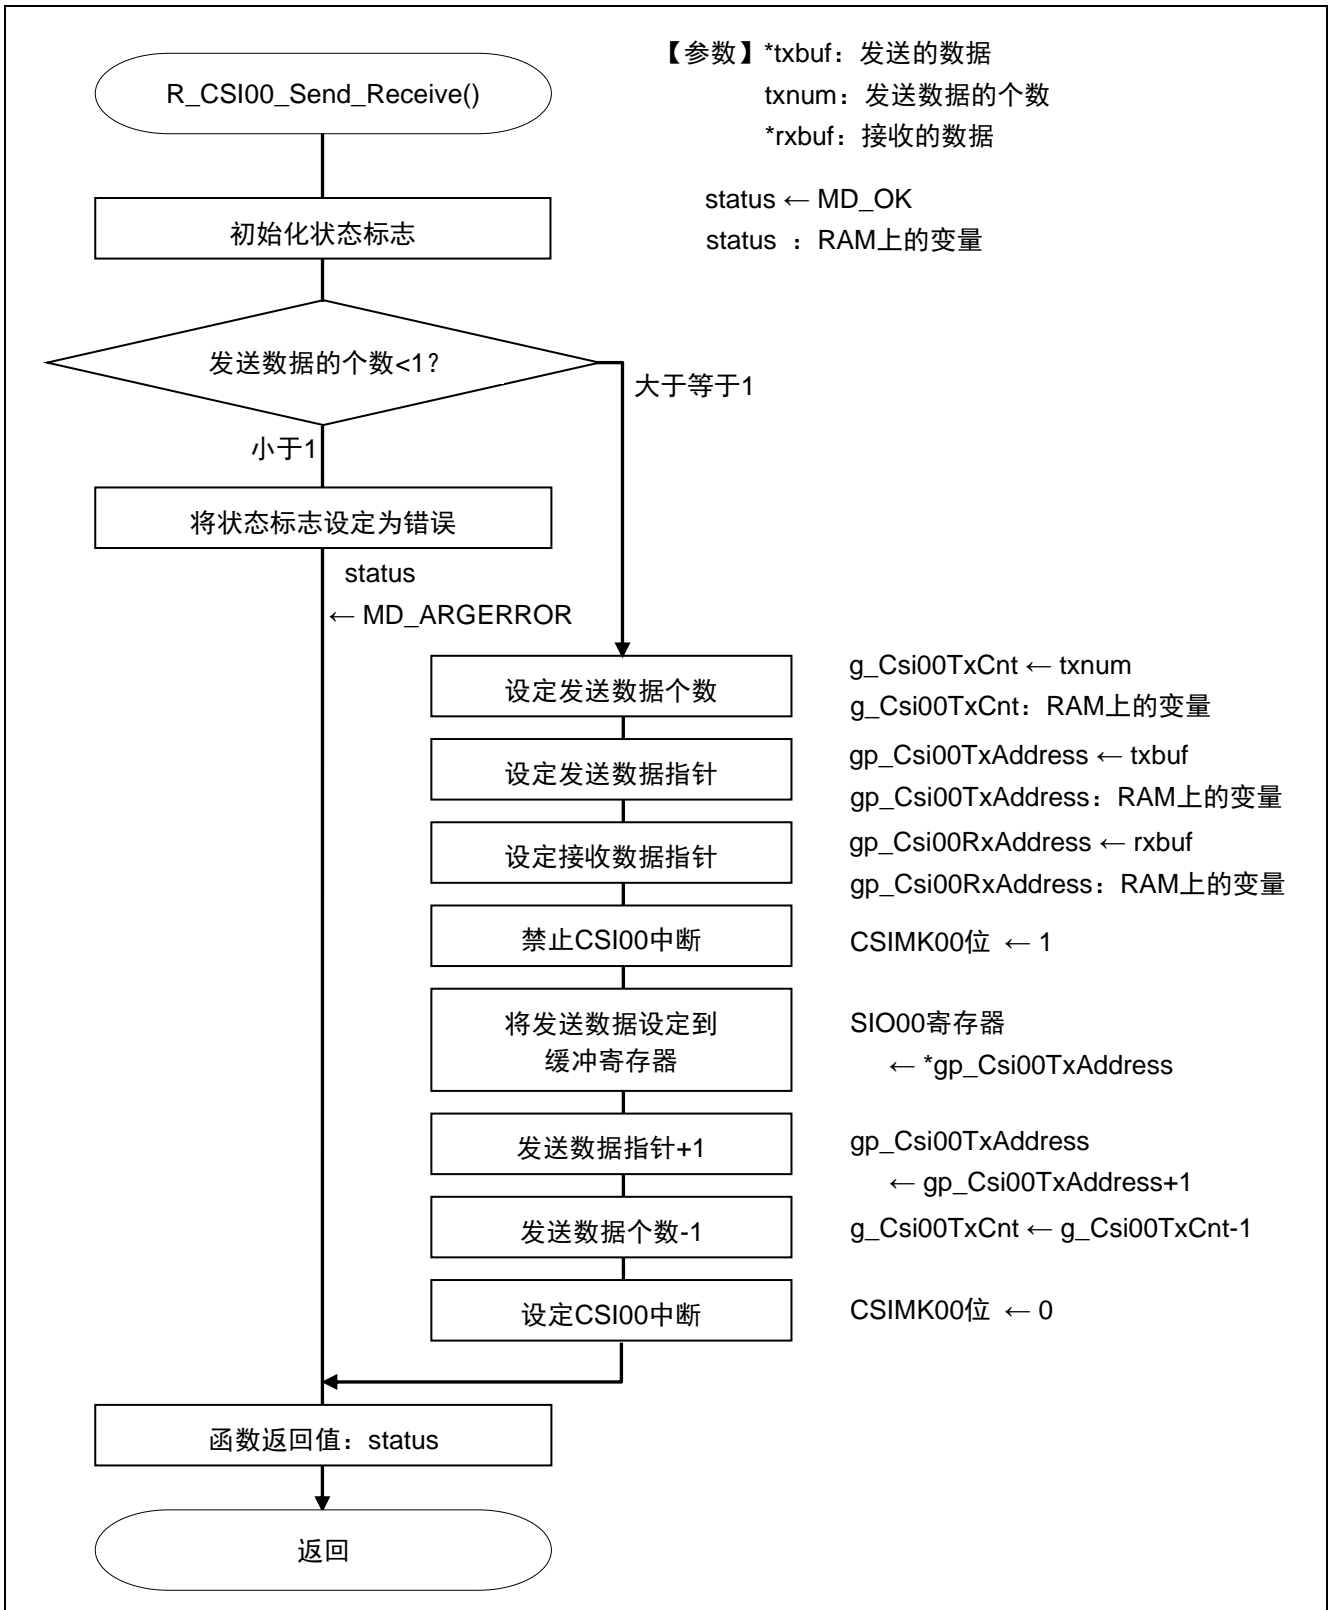 R_CSI00_Send_Receive()
【参数】*txbuf：发送的数据
txnum：发送数据的个数
*rxbuf：接收的数据
初始化状态标志
status ← MD_OK
status ：RAM上的变量
发送数据的个数<1?
大于等于1
小于1
将状态标志设定为错误
status
← MD_ARGERROR
设定发送数据个数
g_Csi00TxCnt ← txnum
g_Csi00TxCnt：RAM上的变量
设定发送数据指针
gp_Csi00TxAddress ← txbuf
gp_Csi00TxAddress：RAM上的变量
设定接收数据指针
gp_Csi00RxAddress ← rxbuf
gp_Csi00RxAddress：RAM上的变量
禁止CSI00中断
CSIMK00位 ← 1
将发送数据设定到
缓冲寄存器
SIO00寄存器
← *gp_Csi00TxAddress
发送数据指针+1
gp_Csi00TxAddress
← gp_Csi00TxAddress+1
发送数据个数-1
g_Csi00TxCnt ← g_Csi00TxCnt-1
设定CSI00中断
CSIMK00位 ← 0
函数返回值：status
返回